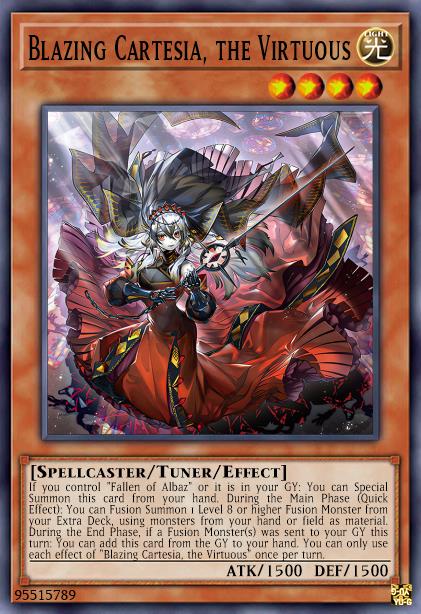 Blazing Cartesia, the Virtuous
LIGHT
光
[Spellcaster/Tuner/Effect]
If you control "Fallen of Albaz" or it is in your GY: You can Special
Summon this card from your hand. During the Main Phase (Quick
Effect): You can Fusion Summon 1 Level 8 or higher Fusion Monster from
your Extra Deck, using monsters from your hand or field as material.
During the End Phase, if a Fusion Monster(s) was sent to your GY this
turn: You can add this card from the GY to your hand. You can only use
each effect of "Blazing Cartesia, the Virtuous" once per turn.
ATK/1500 DEF/1500
95515789